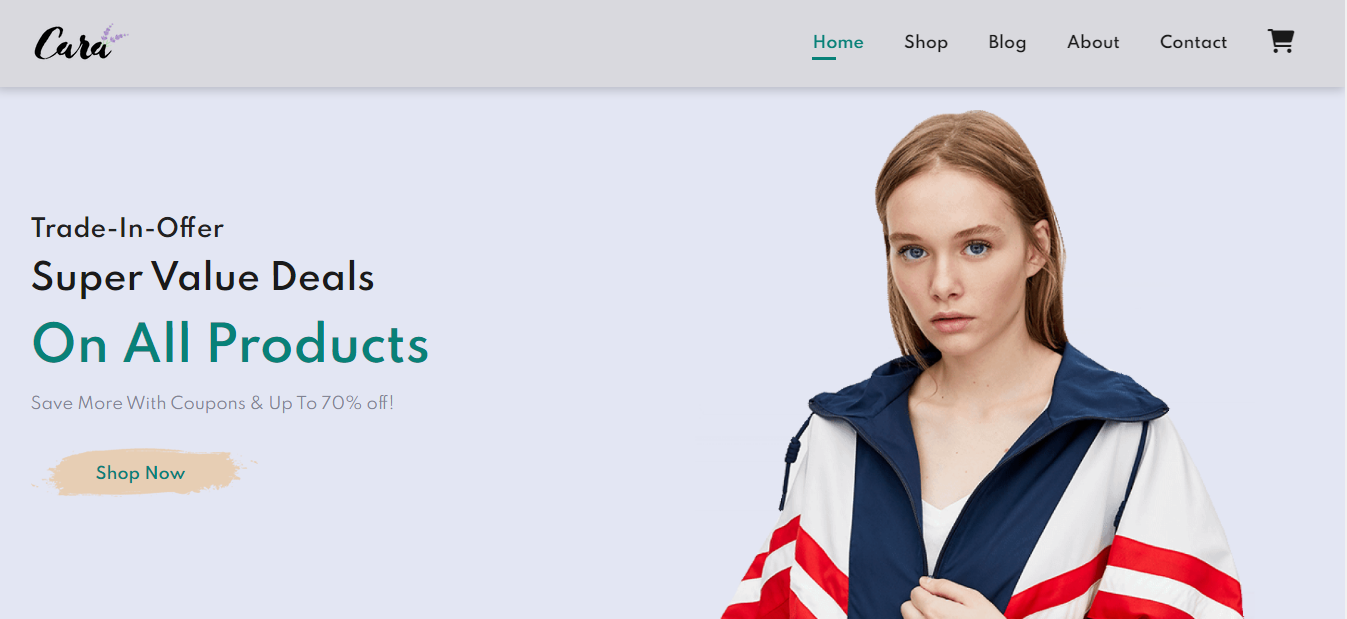 Cara
Home Shop Blog About Contact
Trade-In-Offer
Super Value Deals
On All Products
Save More With Coupons & Up To 70% off!
Shop Now